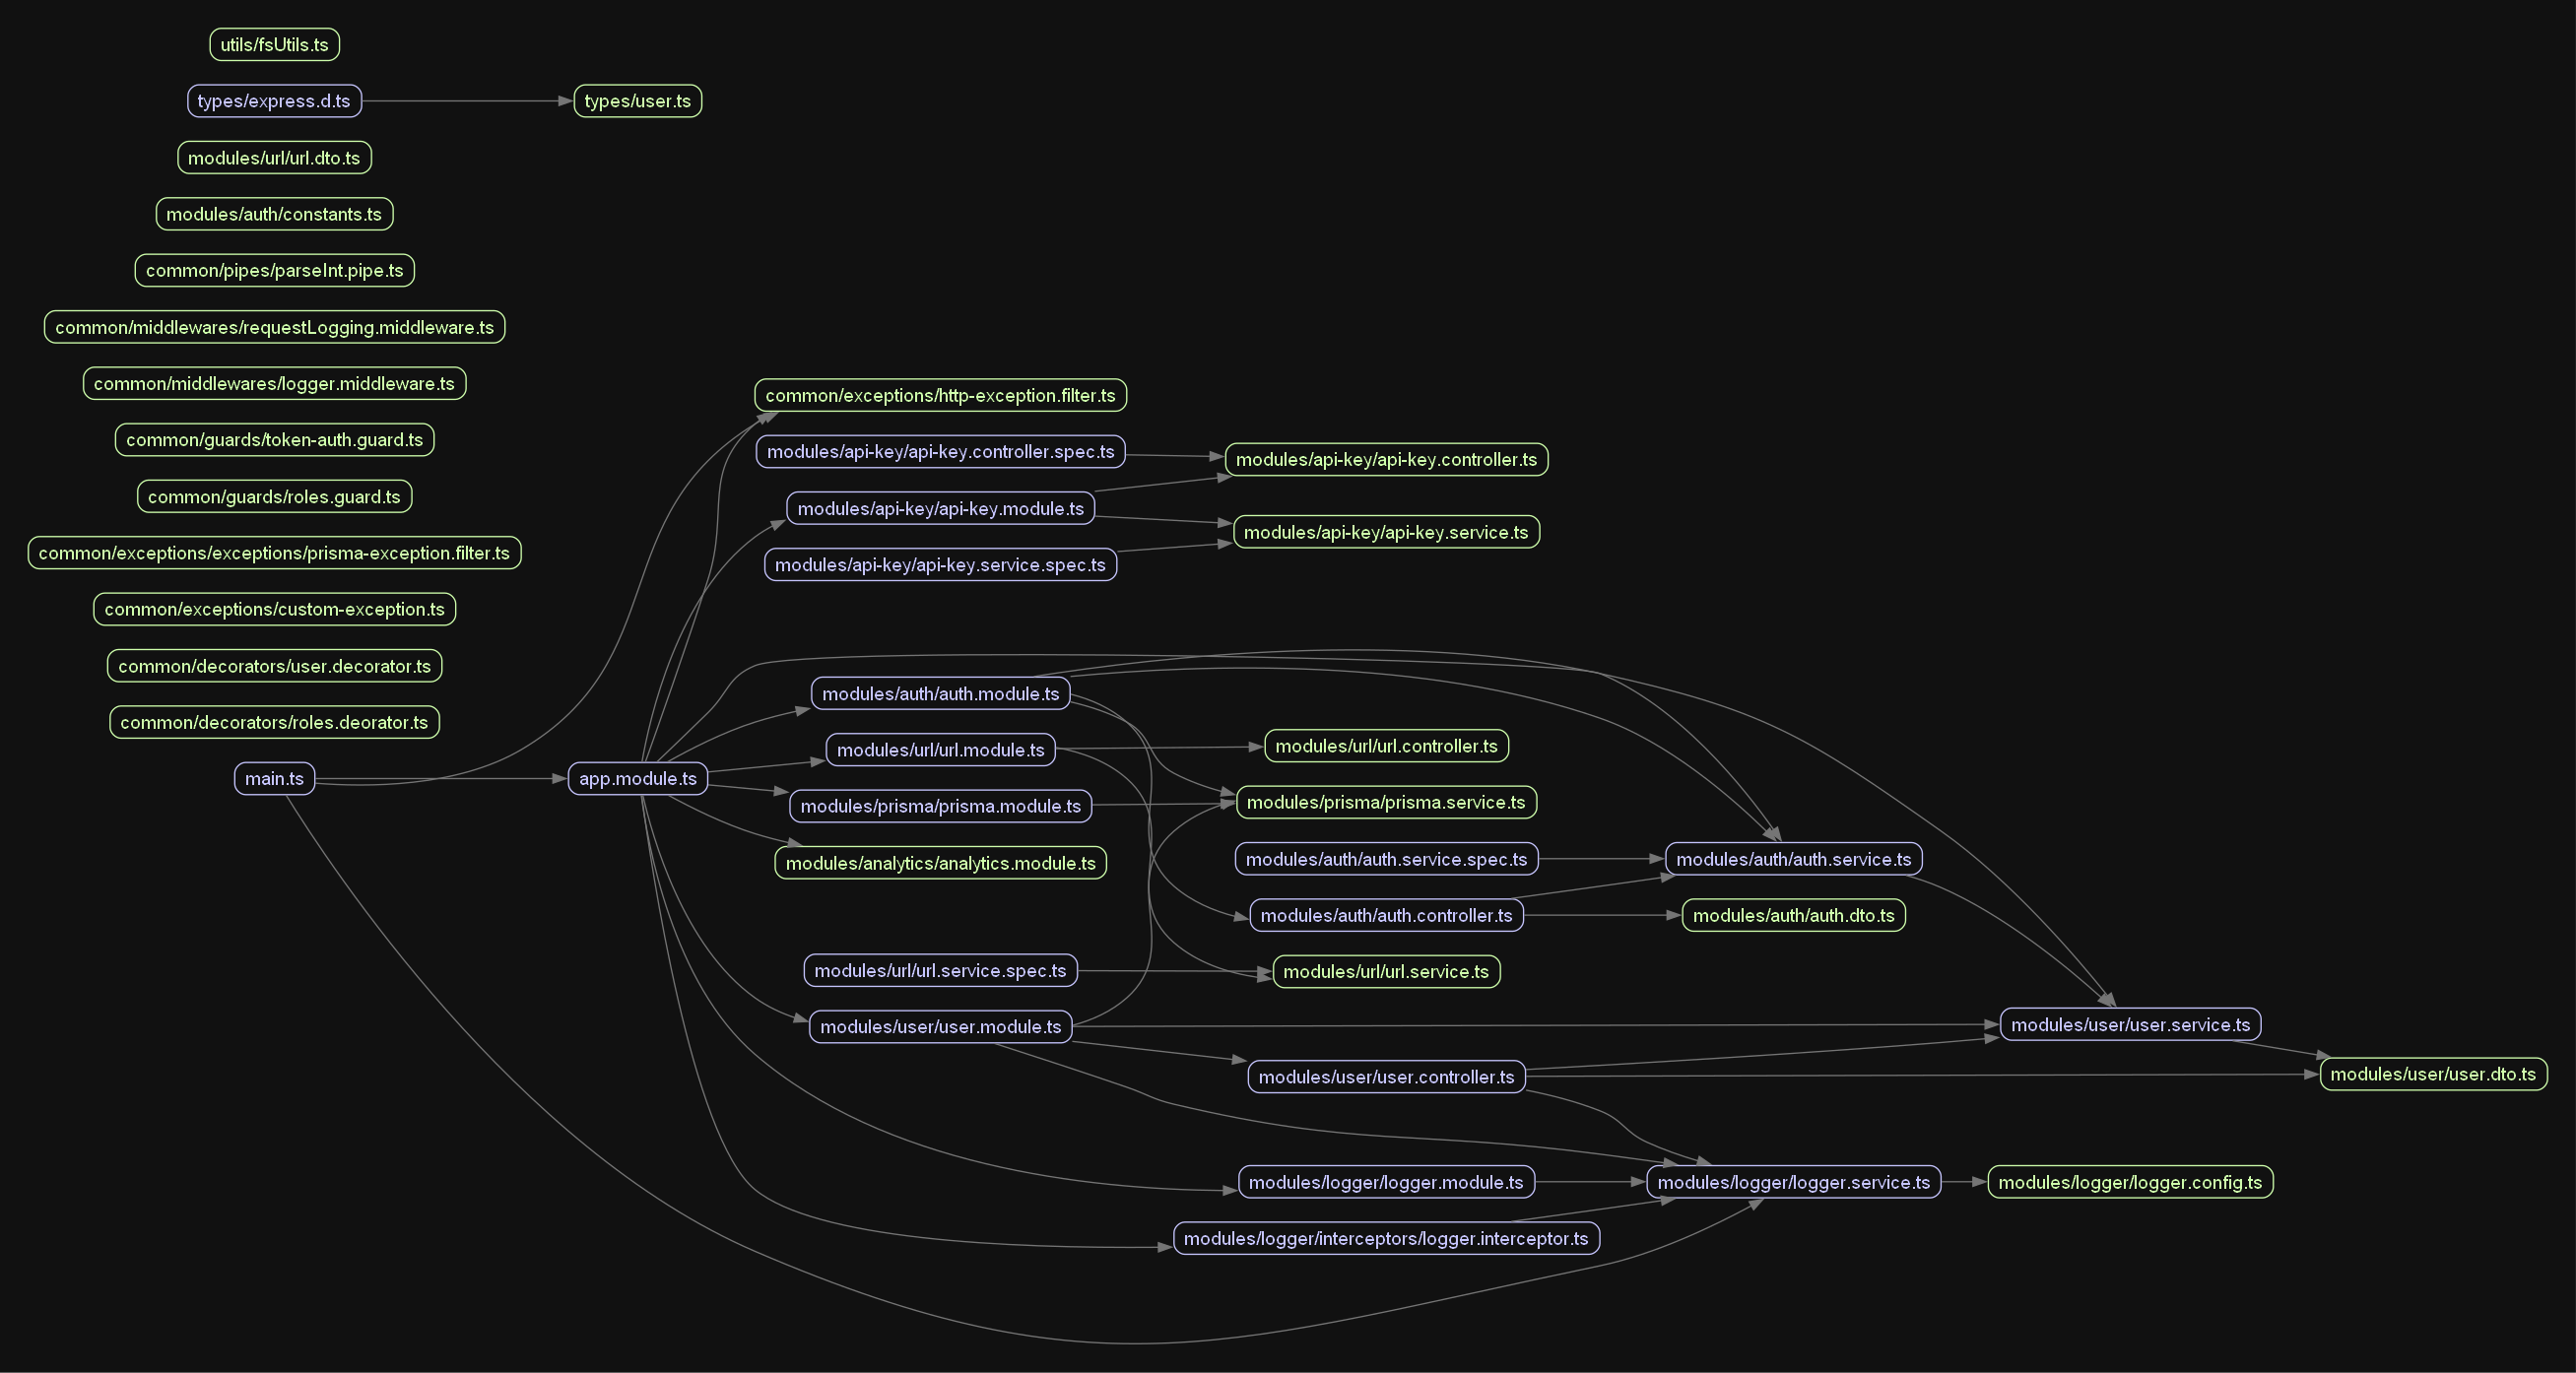 utils/fsUtils.ts
types/express.d.ts
types/user.ts
modules/url/url.dto.ts
modules/auth/constants.ts
common/pipes/parseInt.pipe.ts
common/middlewares/requestLogging.middleware.ts
common/middlewares/logger.middleware.ts
common/guards/token-auth.guard.ts
common/guards/roles.guard.ts
common/exceptions/exceptions/prisma-exception.filter.ts
common/exceptions/custom-exception.ts
common/decorators/user.decorator.ts
common/decorators/roles.deorator.ts
main.ts
app.module.ts
common/exceptions/http-exception.filter.ts
modules/api-key/api-key.controller.spec.ts
modules/api-key/api-key.module.ts
modules/api-key/api-key.service.spec.ts
modules/api-key/api-key.controller.ts
modules/api-key/api-key.service.ts
modules/auth/auth.module.ts
modules/url/url.module.ts
modules/prisma/prisma.module.ts
modules/analytics/analytics.module.ts
modules/url/url.service.spec.ts
modules/user/user.module.ts
modules/url/url.controller.ts
modules/prisma/prisma.service.ts
modules/auth/auth.service.spec.ts
modules/auth/auth.controller.ts
modules/url/url.service.ts
modules/user/user.controller.ts
modules/logger/logger.module.ts
modules/logger/interceptors/logger.interceptor.ts
modules/auth/auth.service.ts
modules/auth/auth.dto.ts
modules/logger/logger.service.ts
modules/user/user.service.ts
modules/user/user.dto.ts
modules/logger/logger.config.ts